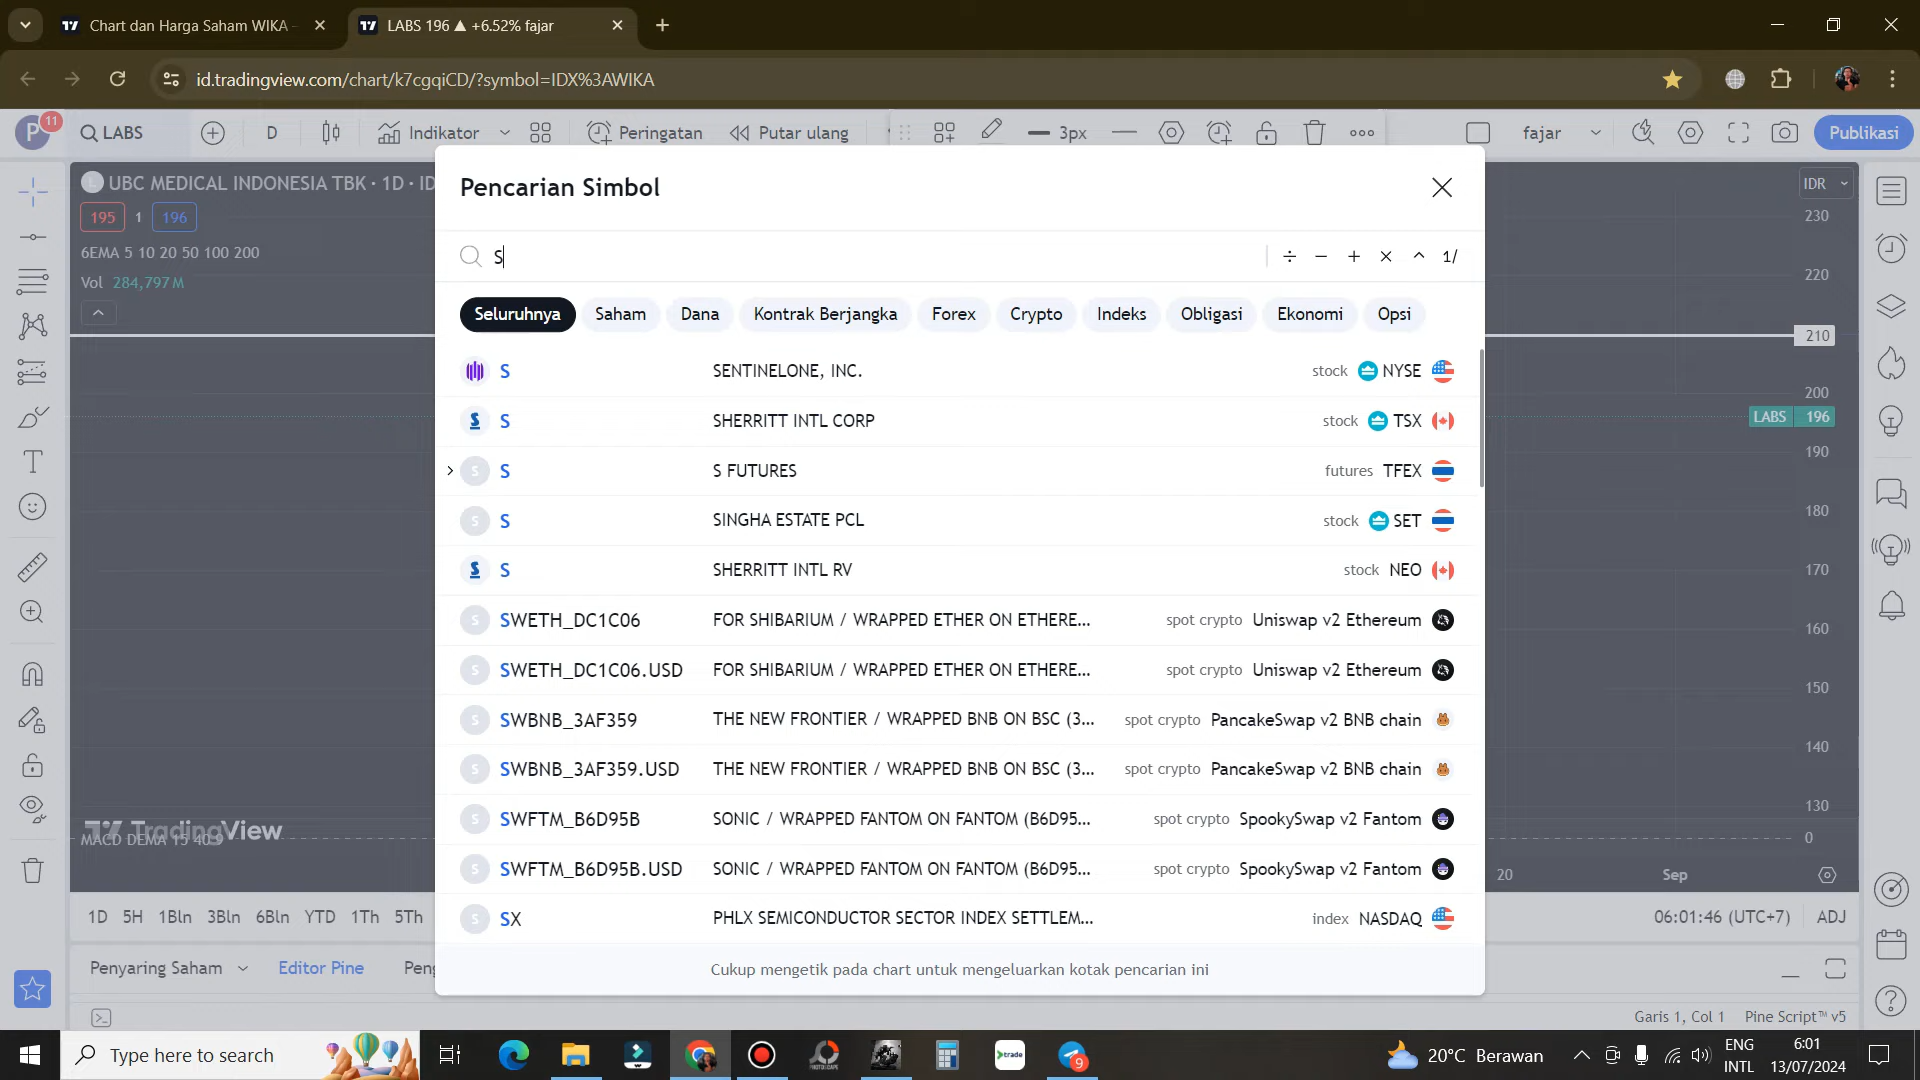 Chart dan Harga Saham WIKA –
LABS 196 ▲ +6.52% fajar
id.tradingview.com/chart/k7cgqiCD/?symbol=IDX%3AWIKA
P
11
LABS
D
Indikator
Peringatan
Putar ulang
3px
fajar
Publikasi
UBC MEDICAL INDONESIA TBK · 1D · ID
195 1 196
6EMA 5 10 20 50 100 200
Vol 284,797 M
Pencarian Simbol
S
÷ − + × ^ 1/
Seluruhnya Saham Dana Kontrak Berjangka Forex Crypto Indeks Obligasi Ekonomi Opsi
S SENTINELONE, INC. stock NYSE
S SHERRITT INTL CORP stock TSX
S S FUTURES futures TFEX
S SINGHA ESTATE PCL stock SET
S SHERRITT INTL RV stock NEO
SWETH_DC1C06 FOR SHIBARIUM / WRAPPED ETHER ON ETHERE... spot crypto Uniswap v2 Ethereum
SWETH_DC1C06.USD FOR SHIBARIUM / WRAPPED ETHER ON ETHERE... spot crypto Uniswap v2 Ethereum
SWBNB_3AF359 THE NEW FRONTIER / WRAPPED BNB ON BSC (3... spot crypto PancakeSwap v2 BNB chain
SWBNB_3AF359.USD THE NEW FRONTIER / WRAPPED BNB ON BSC (3... spot crypto PancakeSwap v2 BNB chain
SWFTM_B6D95B SONIC / WRAPPED FANTOM ON FANTOM (B6D95... spot crypto SpookySwap v2 Fantom
SWFTM_B6D95B.USD SONIC / WRAPPED FANTOM ON FANTOM (B6D95... spot crypto SpookySwap v2 Fantom
SX PHLX SEMICONDUCTOR SECTOR INDEX SETTLEM... index NASDAQ
Cukup mengetik pada chart untuk mengeluarkan kotak pencarian ini
IDR
230
220
210
200
LABS 196
190
180
170
160
150
140
130
0
20 Sep
TradingView
MACD DEMA 15 40 9
1D 5H 1Bln 3Bln 6Bln YTD 1Th 5Th
06:01:46 (UTC+7) ADJ
Penyaring Saham Editor Pine Peng
Garis 1, Col 1 Pine Script™ v5
Type here to search
trade
9
20°C Berawan
ENG
INTL
6:01
13/07/2024